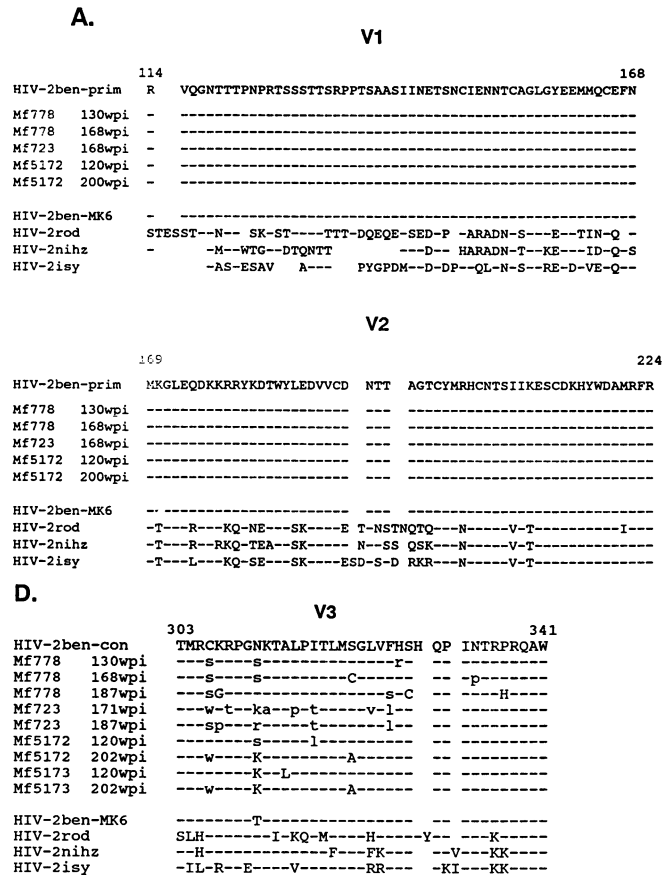 A.
V1
114 168
HIV-2ben-prim R VQGNTTTPNPRTSSSTTSRPPTSAASIINETSNCIENNTCAGLGYEEMMQCEFN
Mf778 130wpi - ------------------------------------------------------
Mf778 168wpi - ------------------------------------------------------
Mf723 168wpi - ------------------------------------------------------
Mf5172 120wpi - ------------------------------------------------------
Mf5172 200wpi - ------------------------------------------------------
HIV-2ben-MK6 - ------------------------------------------------------
HIV-2rod STESST--N-- -SK-ST---- --TTT-DQEQE-SED-P -ARADN-S---E--TIN-Q -
HIV-2nihz - --M--WTG--DTQNTT ---D-- HARADN-T---KE---ID-Q-S
HIV-2isy -AS-ESAV A--- PYGPDM--D-DP--QL-N-S--RE-D-VE-Q--
V2
169 224
HIV-2ben-prim MKGLEQDKKRRYKDTWYLEDVVCD NTT AGTCYMRHCNTSIIKESCDKHYWDAMRFR
Mf778 130wpi ------------------------ --- -------------------------------
Mf778 168wpi ------------------------ --- -------------------------------
Mf723 168wpi ------------------------ --- -------------------------------
Mf5172 120wpi ------------------------ --- -------------------------------
Mf5172 200wpi ------------------------ --- -------------------------------
HIV-2ben-MK6 ------------------------ --- -------------------------------
HIV-2rod -T---R---KQ-NE---SK-----E T-NSTNQTQ---N-----V-T-----------I---
HIV-2nihz -T---R--RKQ-TEA--SK------ N--SS QSK---N-----V-T---------------
HIV-2isy -T---L---KQ-SE---SK-----ESD-S-D RKR---N-----V-T---------------
D.
V3
303 341
HIV-2ben-con TMRCKRPGNKTALPITLMSGLVFHSH QP INTRPRQAW
Mf778 130wpi ---s----s--------------r-- -- ---------
Mf778 168wpi ---s----s---------C------- -- -p-------
Mf778 187wpi ---sG-----------------s-C -- ----H----
Mf723 171wpi ---w-t--ka--p-t----v-l--- -- ---------
Mf723 187wpi ---sp---r-----t------l--- -- ---------
Mf5172 120wpi --------s-----l---------- -- ---------
Mf5172 202wpi ---w----K---------A------ -- ---------
Mf5173 120wpi --------K--L------------- -- ---------
Mf5173 202wpi ---w----K---------A------ -- ---------
HIV-2ben-MK6 --------T---------------- -- ---------
HIV-2rod SLH-------I-KQ-M----H-----Y -- ----K----
HIV-2nihz --H-------------F---FK---- --V---KK---
HIV-2isy -IL-R--E----V-------RR---- -KI---KK---